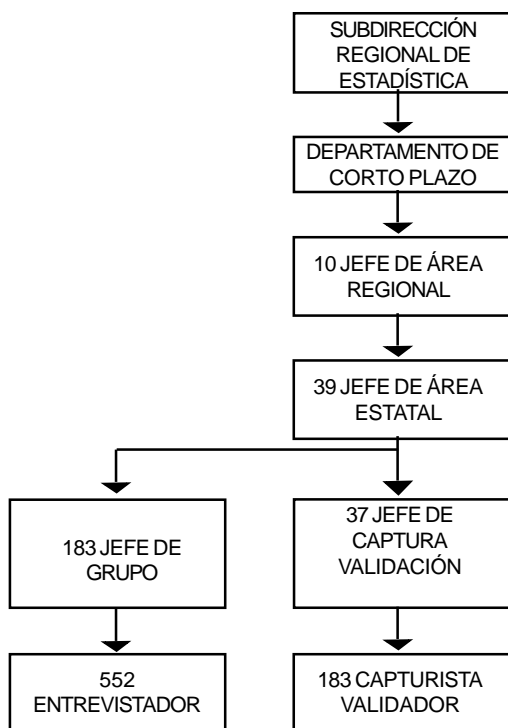 SUBDIRECCIÓN
REGIONAL DE
ESTADÍSTICA
DEPARTAMENTO DE
CORTO PLAZO
10 JEFE DE ÁREA
REGIONAL
39 JEFE DE ÁREA
ESTATAL
183 JEFE DE
GRUPO
37 JEFE DE
CAPTURA
VALIDACIÓN
552
ENTREVISTADOR
183 CAPTURISTA
VALIDADOR